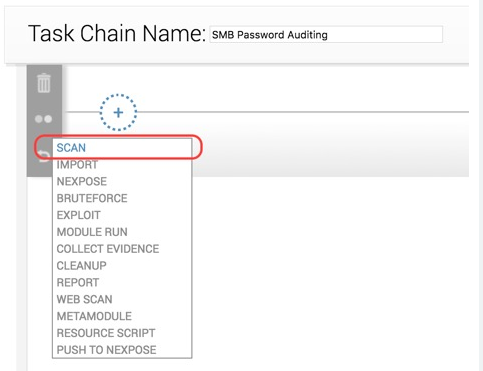 Task Chain Name: SMB Password Auditing
+
SCAN
IMPORT
NEXPOSE
BRUTEFORCE
EXPLOIT
MODULE RUN
COLLECT EVIDENCE
CLEANUP
REPORT
WEB SCAN
METAMODULE
RESOURCE SCRIPT
PUSH TO NEXPOSE